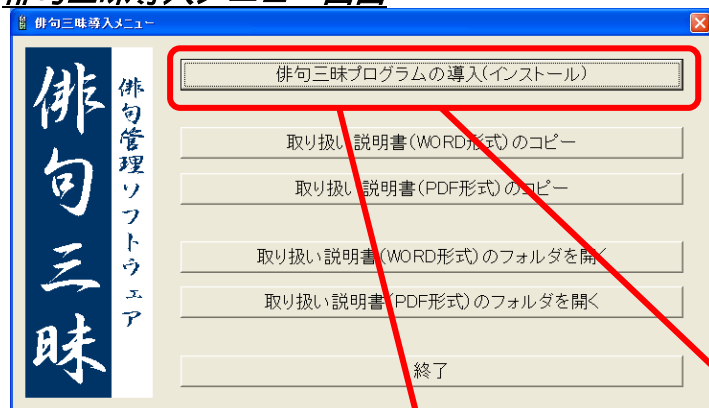 俳句三昧導入メニュー画面
俳句三昧導入メニュー
俳句三昧
俳句管理ソフトウェア
俳句三昧プログラムの導入(インストール)
取り扱い説明書(WORD形式)のコピー
取り扱い説明書(PDF形式)のコピー
取り扱い説明書(WORD形式)のフォルダを開く
取り扱い説明書(PDF形式)のフォルダを開く
終了